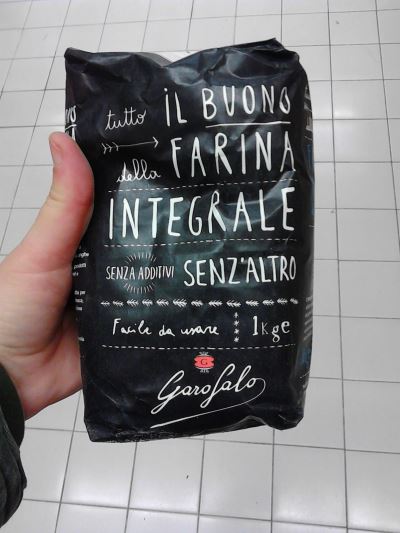 tutto IL BUONO
della FARINA
INTEGRALE
SENZA ADDITIVI SENZ'ALTRO
Facile da usare 1Kg e
G
Garofalo